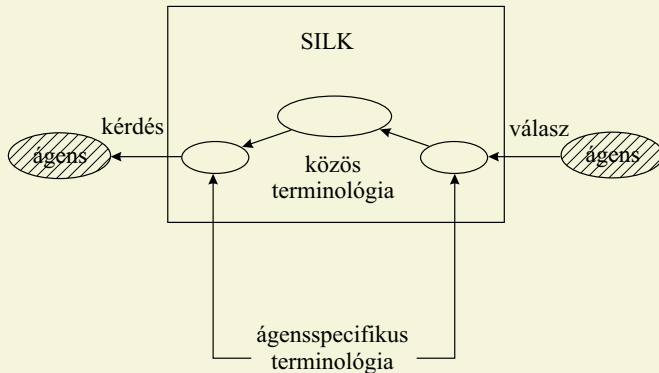 SILK
kérdés
válasz
ágens
ágens
közös
terminológia
ágensspecifikus
terminológia